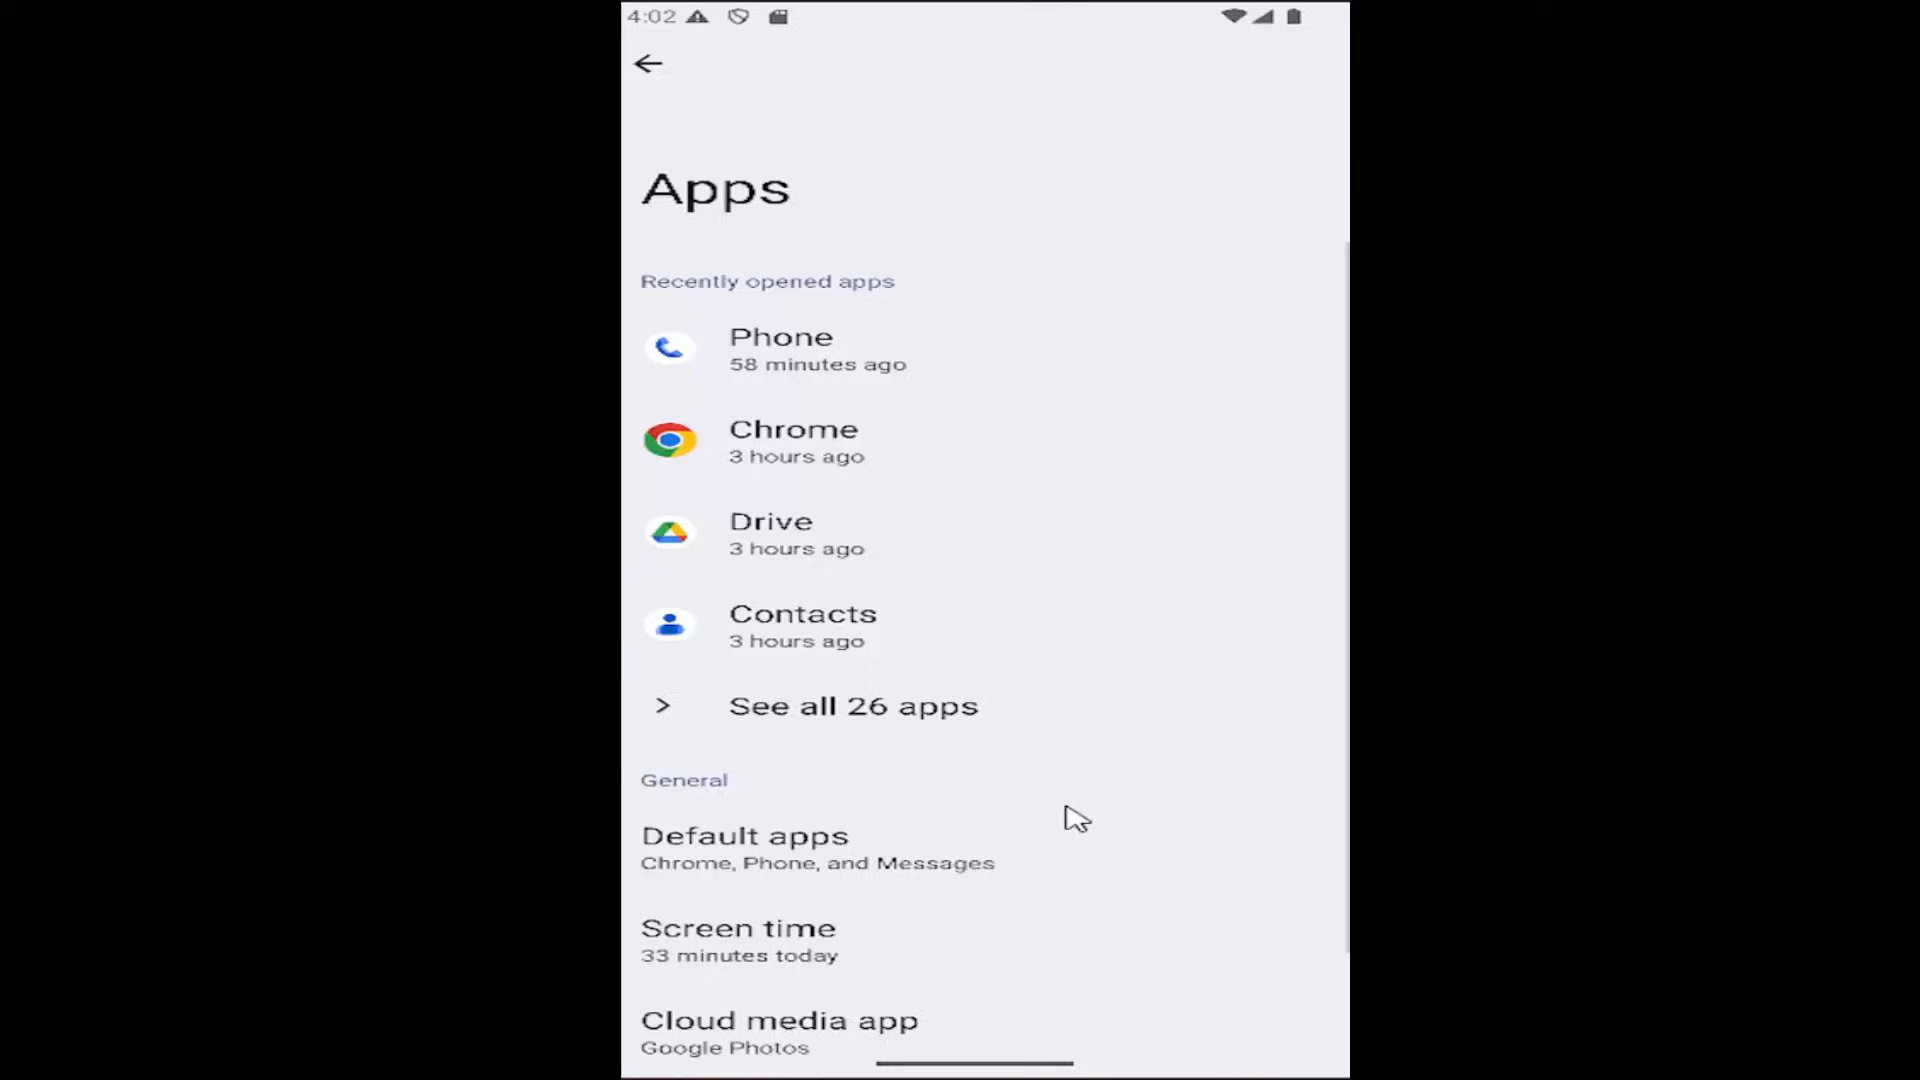 4:02
Apps
Recently opened apps
Phone
58 minutes ago
Chrome
3 hours ago
Drive
3 hours ago
Contacts
3 hours ago
See all 26 apps
General
Default apps
Chrome, Phone, and Messages
Screen time
33 minutes today
Cloud media app
Google Photos